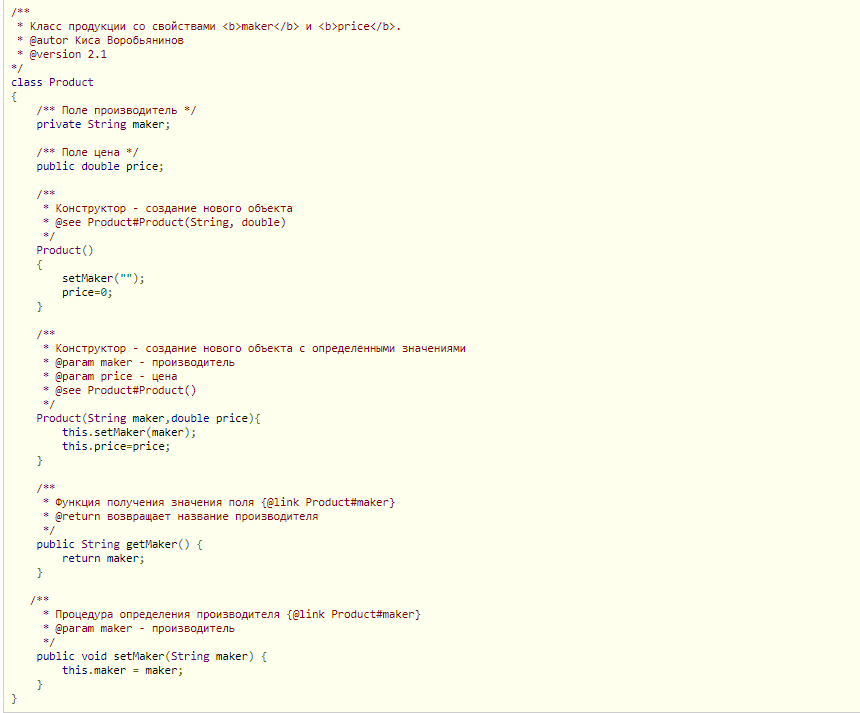 /**
 * Класс продукции со свойствами <b>maker</b> и <b>price</b>.
 * @autor Киса Воробьянинов
 * @version 2.1
*/
class Product
{
    /** Поле производитель */
    private String maker;

    /** Поле цена */
    public double price;

    /**
     * Конструктор - создание нового объекта
     * @see Product#Product(String, double)
     */
    Product()
    {
        setMaker("");
        price=0;
    }

    /**
     * Конструктор - создание нового объекта с определенными значениями
     * @param maker - производитель
     * @param price - цена
     * @see Product#Product()
     */
    Product(String maker,double price){
        this.setMaker(maker);
        this.price=price;
    }

    /**
     * Функция получения значения поля {@link Product#maker}
     * @return возвращает название производителя
     */
    public String getMaker() {
        return maker;
    }

   /**
     * Процедура определения производителя {@link Product#maker}
     * @param maker - производитель
     */
    public void setMaker(String maker) {
        this.maker = maker;
    }
}